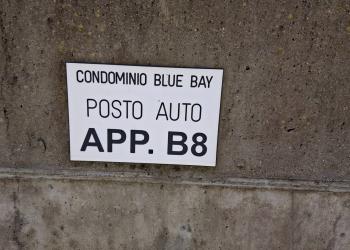 CONDOMINIO BLUE BAY
POSTO AUTO
APP. B8